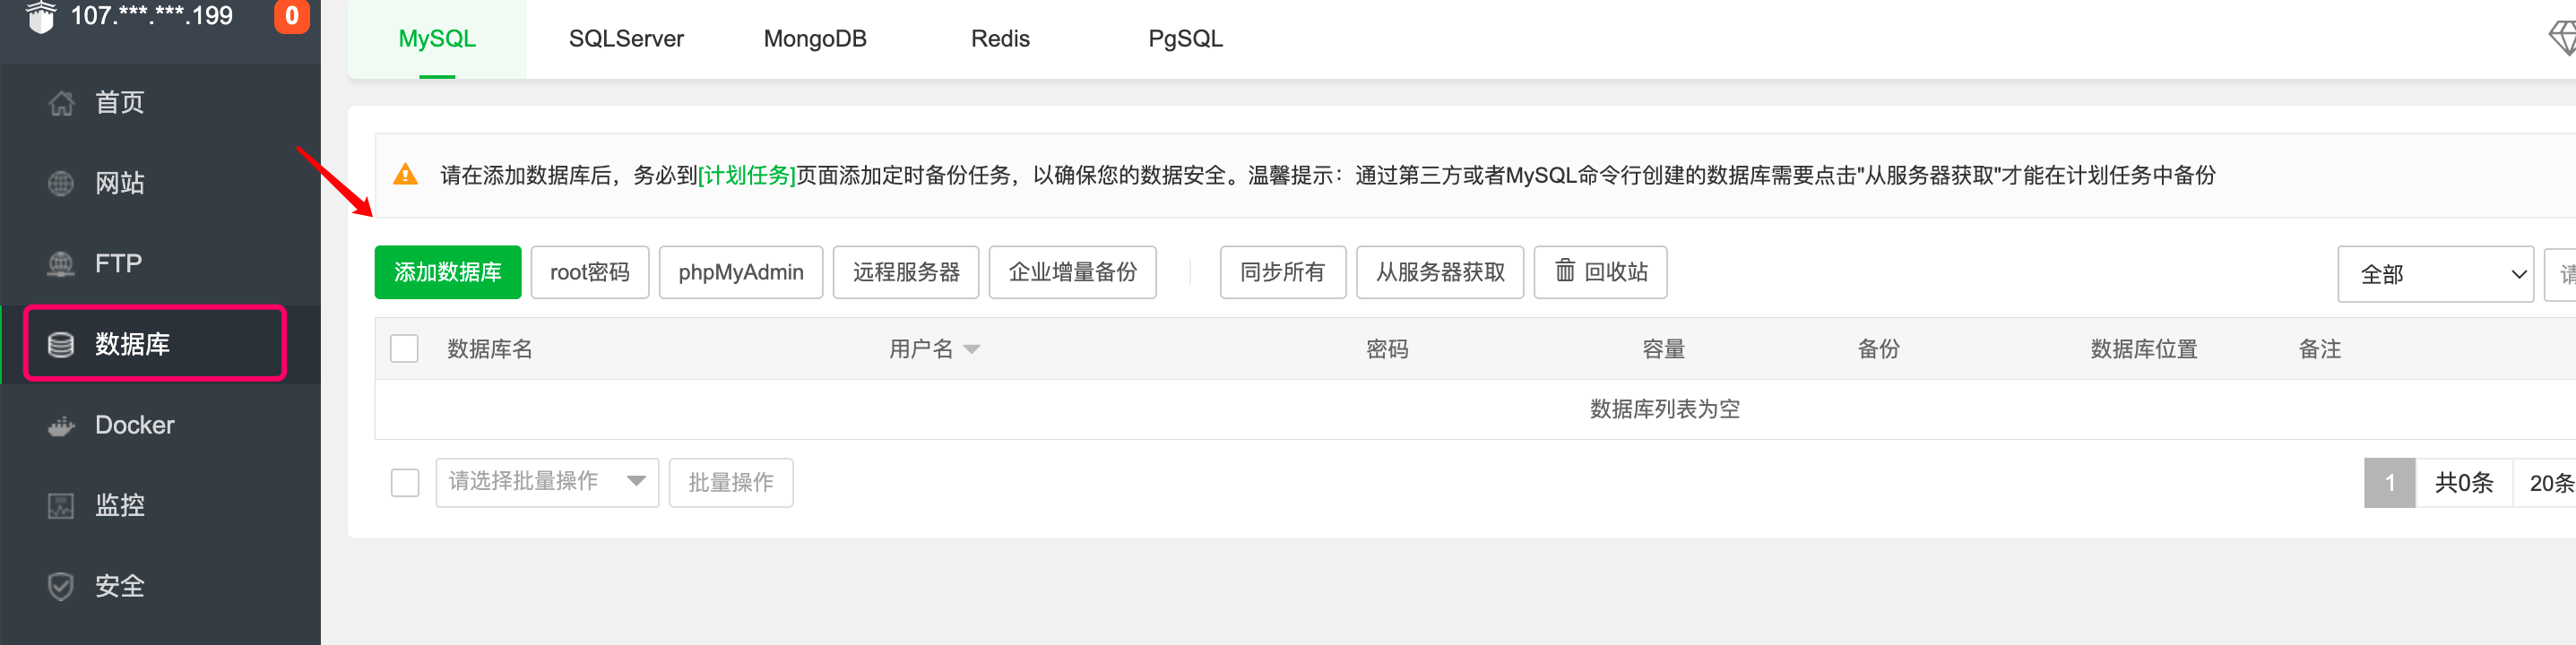 107.***.***.199 0
首页
网站
FTP
数据库
Docker
监控
安全
MySQL SQLServer MongoDB Redis PgSQL
请在添加数据库后，务必到[计划任务]页面添加定时备份任务，以确保您的数据安全。温馨提示：通过第三方或者MySQL命令行创建的数据库需要点击"从服务器获取"才能在计划任务中备份
添加数据库 root密码 phpMyAdmin 远程服务器 企业增量备份 同步所有 从服务器获取 回收站 全部
数据库名 用户名 密码 容量 备份 数据库位置 备注
数据库列表为空
请选择批量操作 批量操作 1 共0条 20条